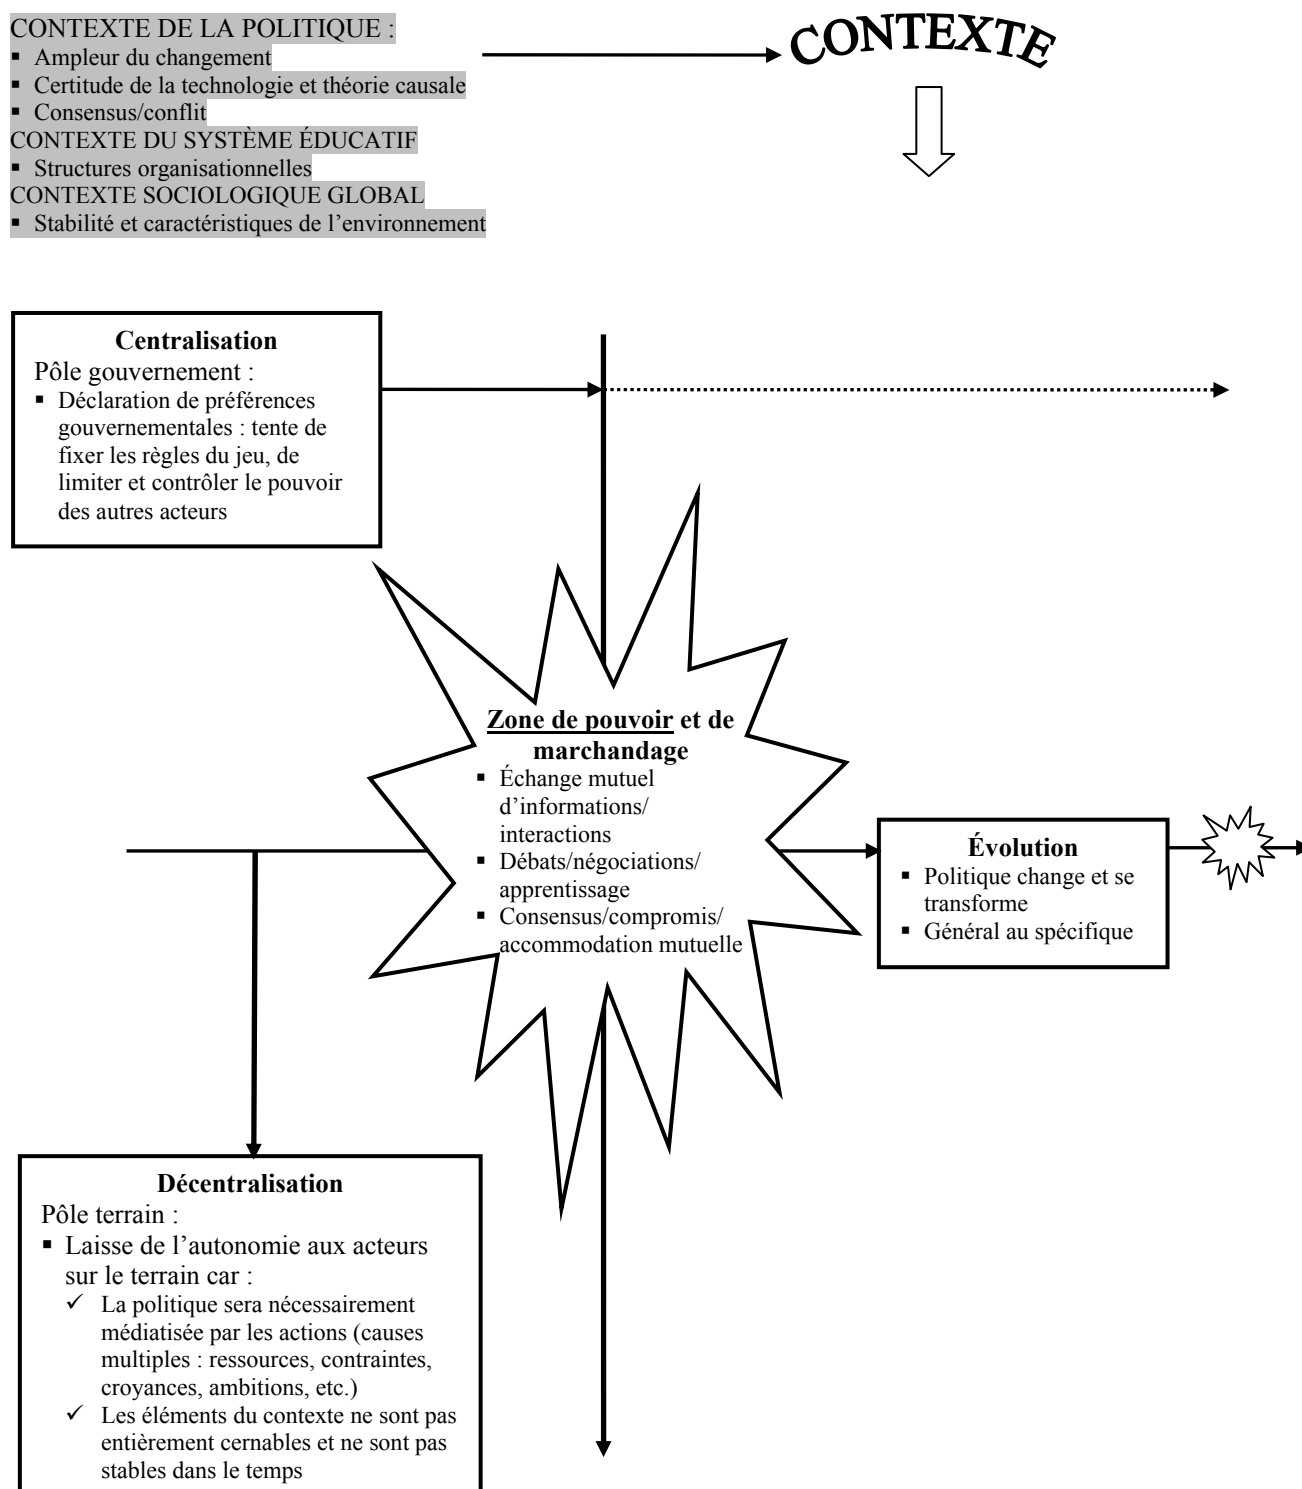 CONTEXTE DE LA POLITIQUE :
▪ Ampleur du changement
▪ Certitude de la technologie et théorie causale
▪ Consensus/conflit
CONTEXTE DU SYSTÈME ÉDUCATIF
▪ Structures organisationnelles
CONTEXTE SOCIOLOGIQUE GLOBAL
▪ Stabilité et caractéristiques de l’environnement
CONTEXTE
Centralisation
Pôle gouvernement :
▪ Déclaration de préférences
gouvernementales : tente de
fixer les règles du jeu, de
limiter et contrôler le pouvoir
des autres acteurs
Zone de pouvoir et de
marchandage
▪ Échange mutuel
d’informations/
interactions
▪ Débats/négociations/
apprentissage
▪ Consensus/compromis/
accommodation mutuelle
Évolution
▪ Politique change et se
transforme
▪ Général au spécifique
Décentralisation
Pôle terrain :
▪ Laisse de l’autonomie aux acteurs
sur le terrain car :
✓ La politique sera nécessairement
médiatisée par les actions (causes
multiples : ressources, contraintes,
croyances, ambitions, etc.)
✓ Les éléments du contexte ne sont pas
entièrement cernables et ne sont pas
stables dans le temps